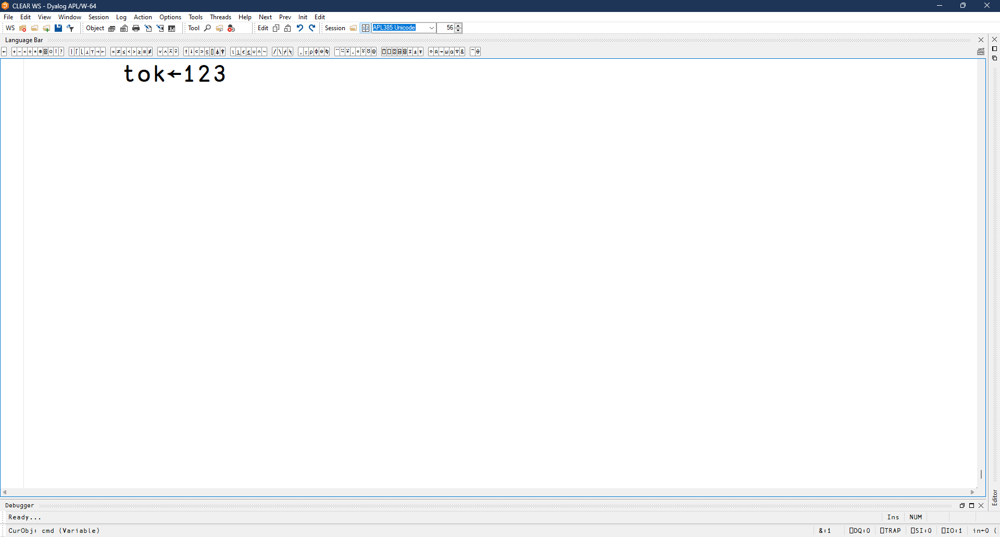 CLEAR WS - Dyalog APL/W-64
File Edit View Window Session Log Action Options Tools Threads Help Next Prev Init Edit
WS Object Tool Edit Session APL385 Unicode 56
Language Bar
tok←123
Editor
Debugger
Ready... Ins NUM
CurObj: cmd (Variable) &:1 ⎕DQ:0 ⎕TRAP ⎕SI:0 ⎕IO:1 in←0 (